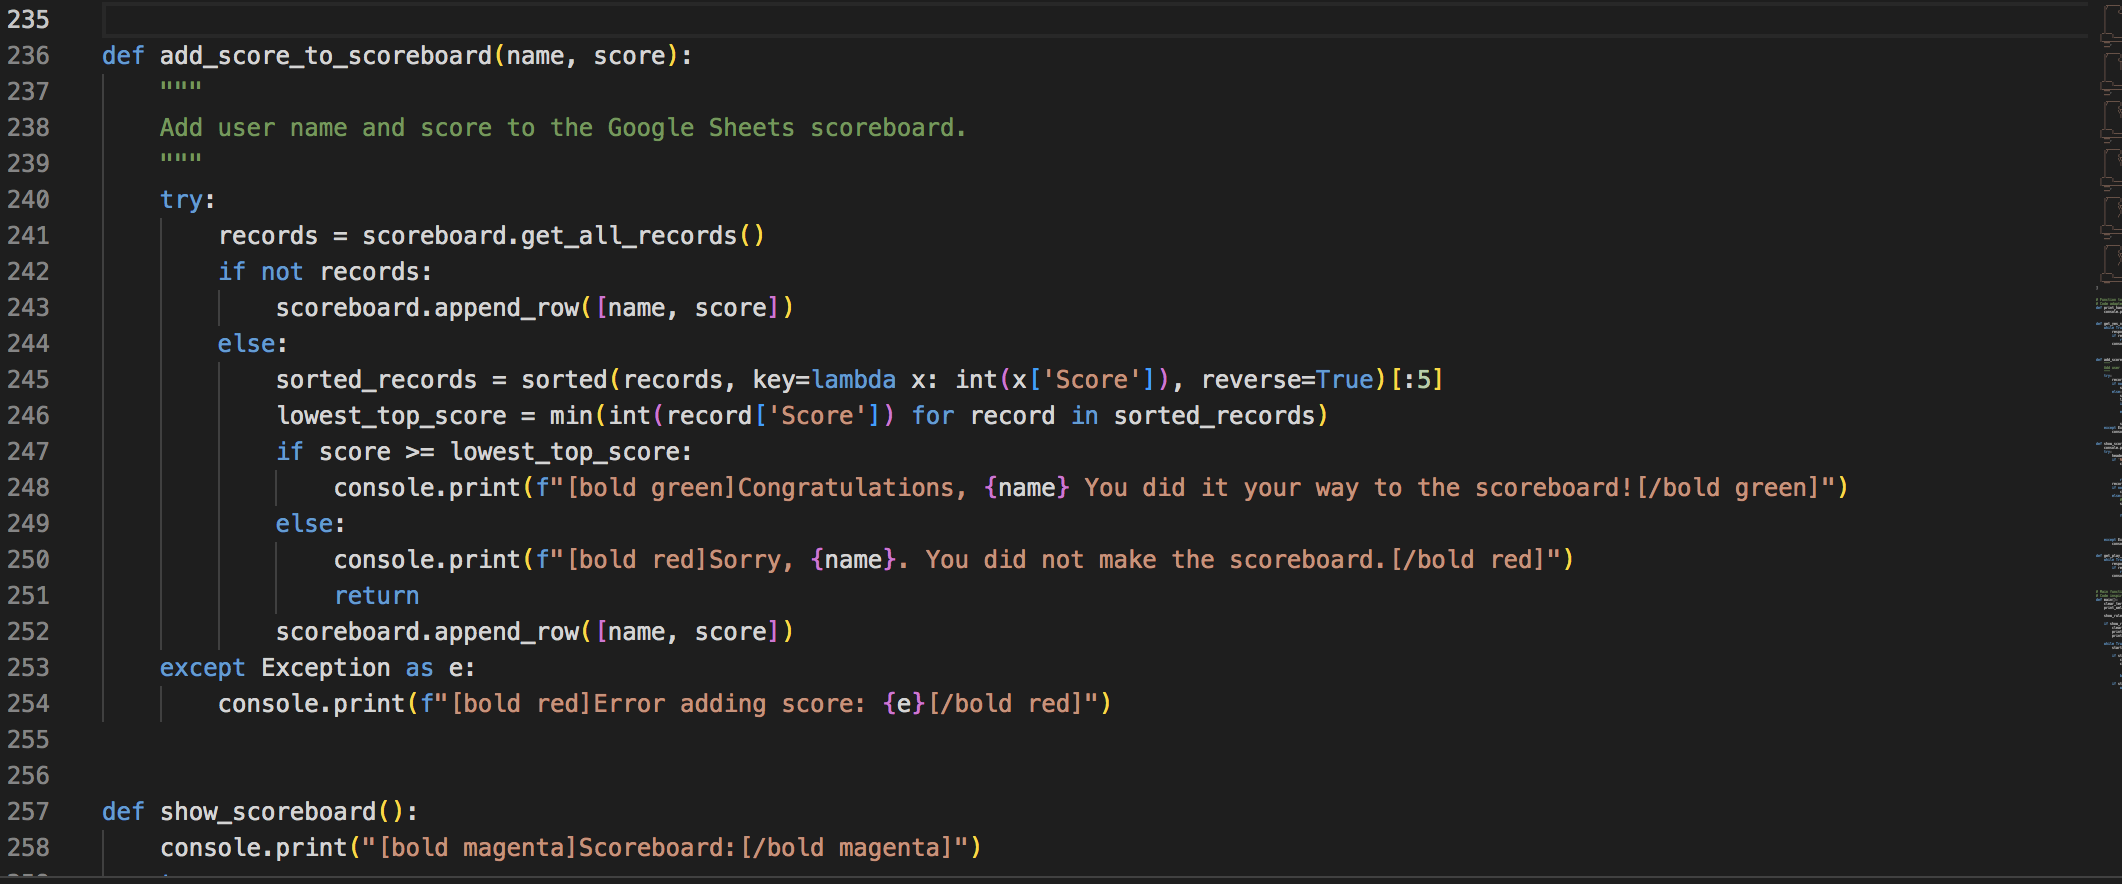 235
236 def add_score_to_scoreboard(name, score):
237     """
238     Add user name and score to the Google Sheets scoreboard.
239     """
240     try:
241         records = scoreboard.get_all_records()
242         if not records:
243             scoreboard.append_row([name, score])
244         else:
245             sorted_records = sorted(records, key=lambda x: int(x['Score']), reverse=True)[:5]
246             lowest_top_score = min(int(record['Score']) for record in sorted_records)
247             if score >= lowest_top_score:
248                 console.print(f"[bold green]Congratulations, {name} You did it your way to the scoreboard![/bold green]")
249             else:
250                 console.print(f"[bold red]Sorry, {name}. You did not make the scoreboard.[/bold red]")
251                 return
252             scoreboard.append_row([name, score])
253     except Exception as e:
254         console.print(f"[bold red]Error adding score: {e}[/bold red]")
255
256
257 def show_scoreboard():
258     console.print("[bold magenta]Scoreboard:[/bold magenta]")